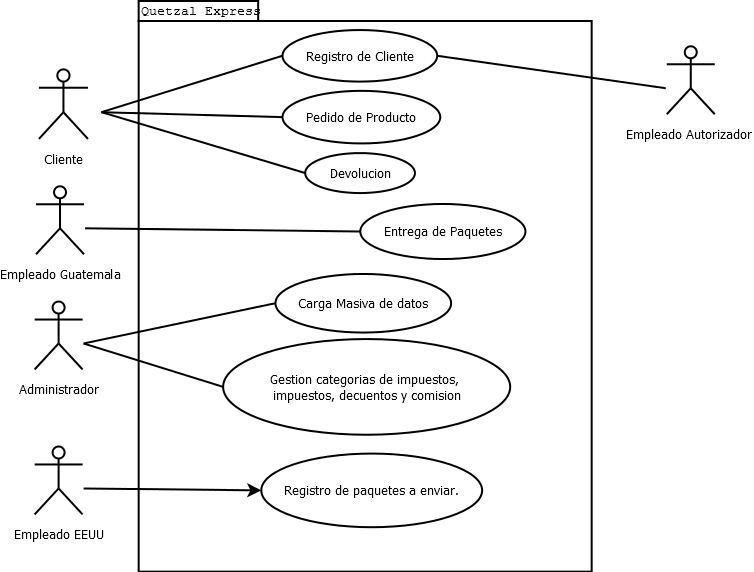 Quetzal Express
Registro de Cliente
Empleado Autorizador
Cliente
Pedido de Producto
Devolucion
Empleado Guatemala
Entrega de Paquetes
Carga Masiva de datos
Administrador
Gestion categorias de impuestos,
impuestos, decuentos y comision
Registro de paquetes a enviar.
Empleado EEUU